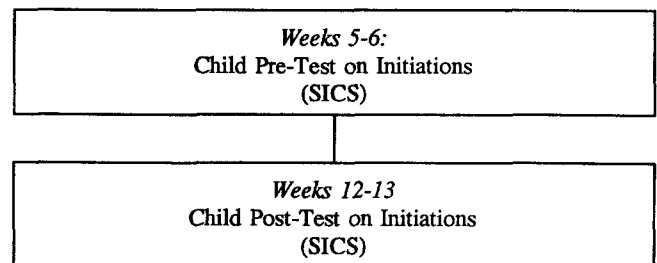 Weeks 5-6:
Child Pre-Test on Initiations
(SICS)
Weeks 12-13
Child Post-Test on Initiations
(SICS)